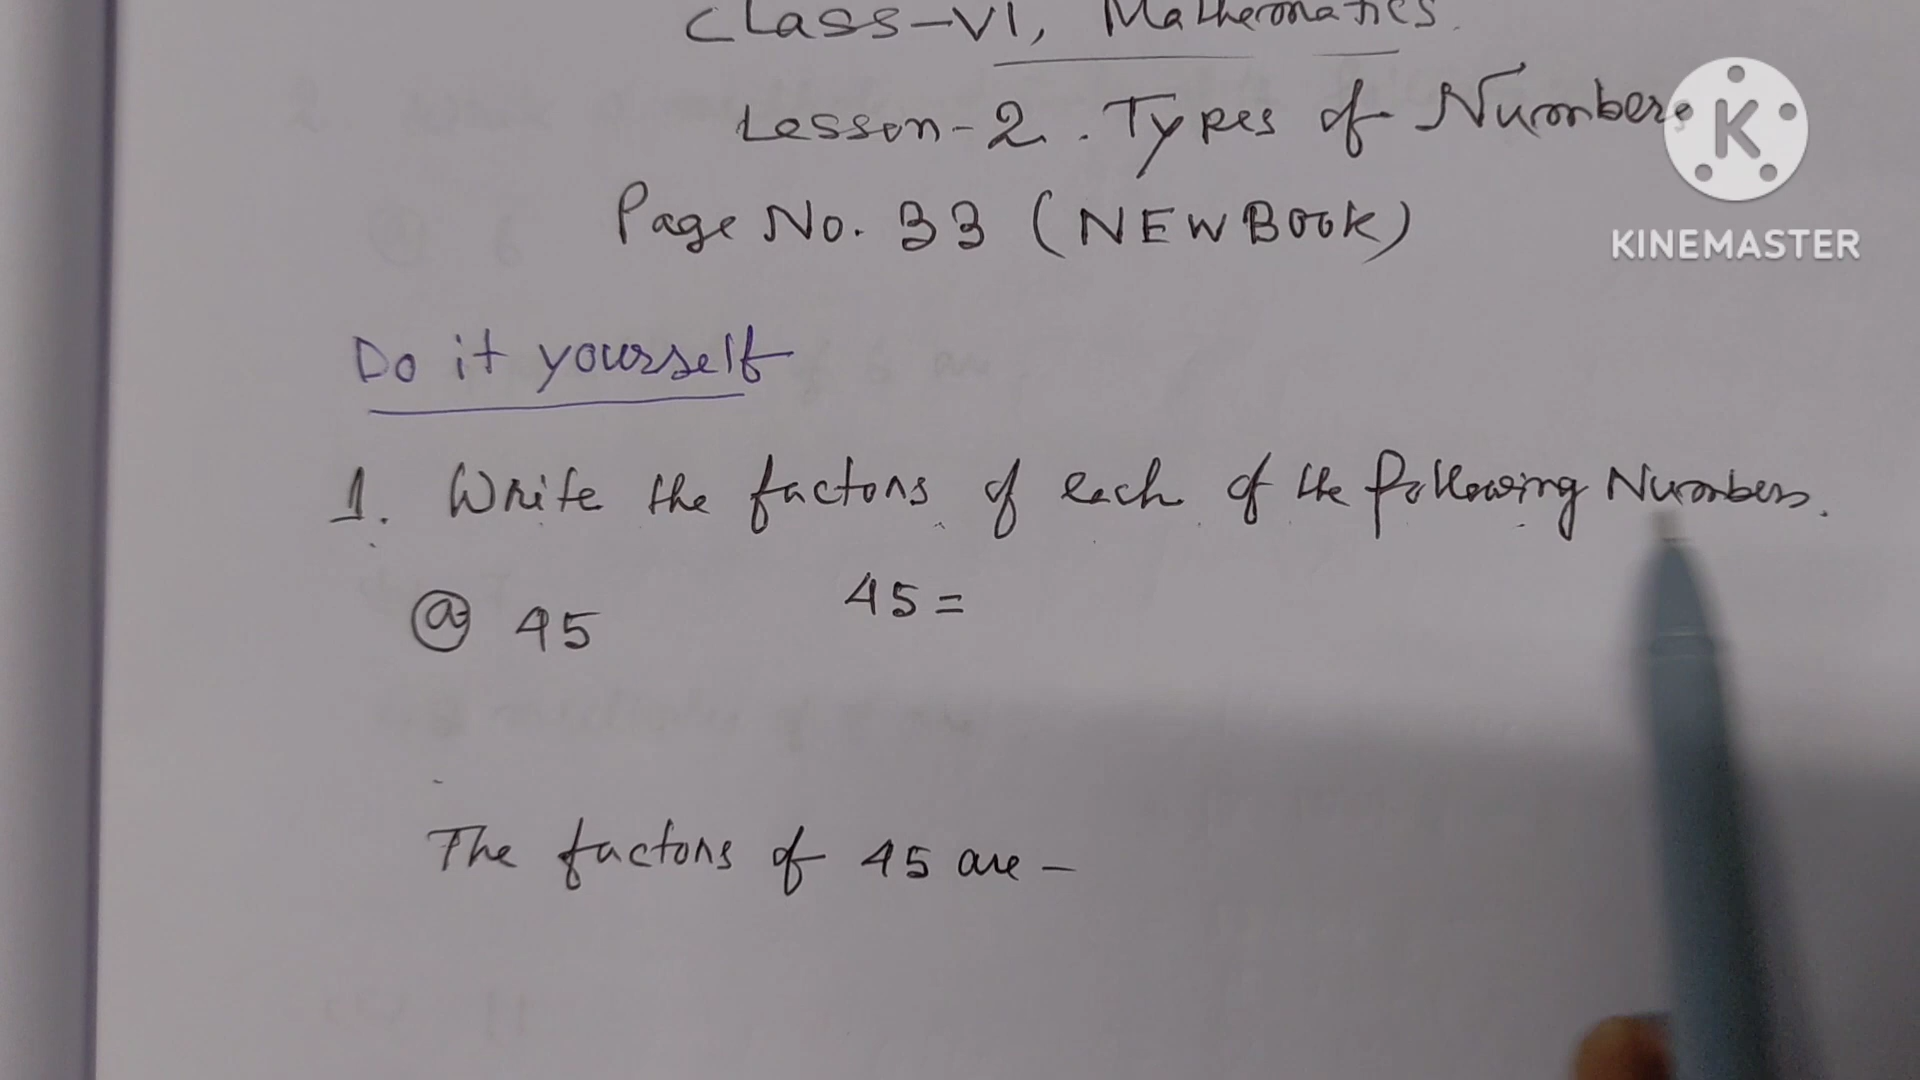 Class-VI, Mathematics.
Lesson-2. Types of Numbers
Page No. 33 (NEW Book)
K
KINEMASTER
Do it yourself
1. Write the factors of each of the following Numbers.
(a) 45 45=
The factors of 45 are -